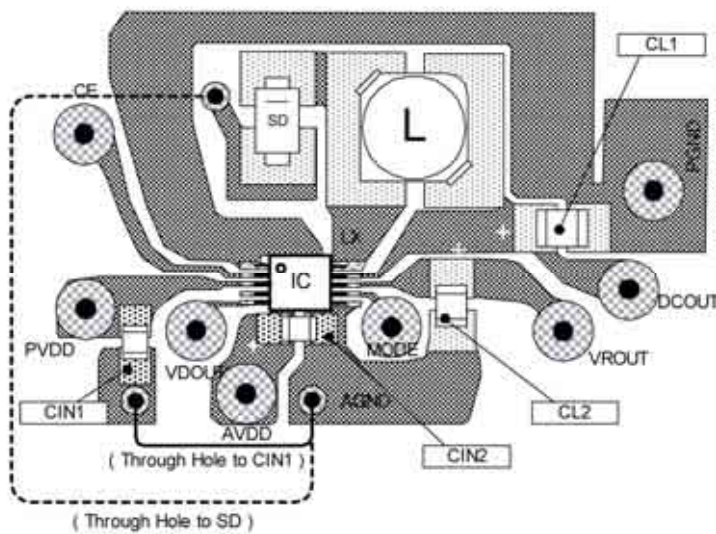 CL1
CE
SD
L
PGND
LX
IC
DCOUT
PVDD
VDOUT
MODE
VROUT
CIN1
AVDD
AGND
CL2
CIN2
( Through Hole to CIN1 )
( Through Hole to SD )